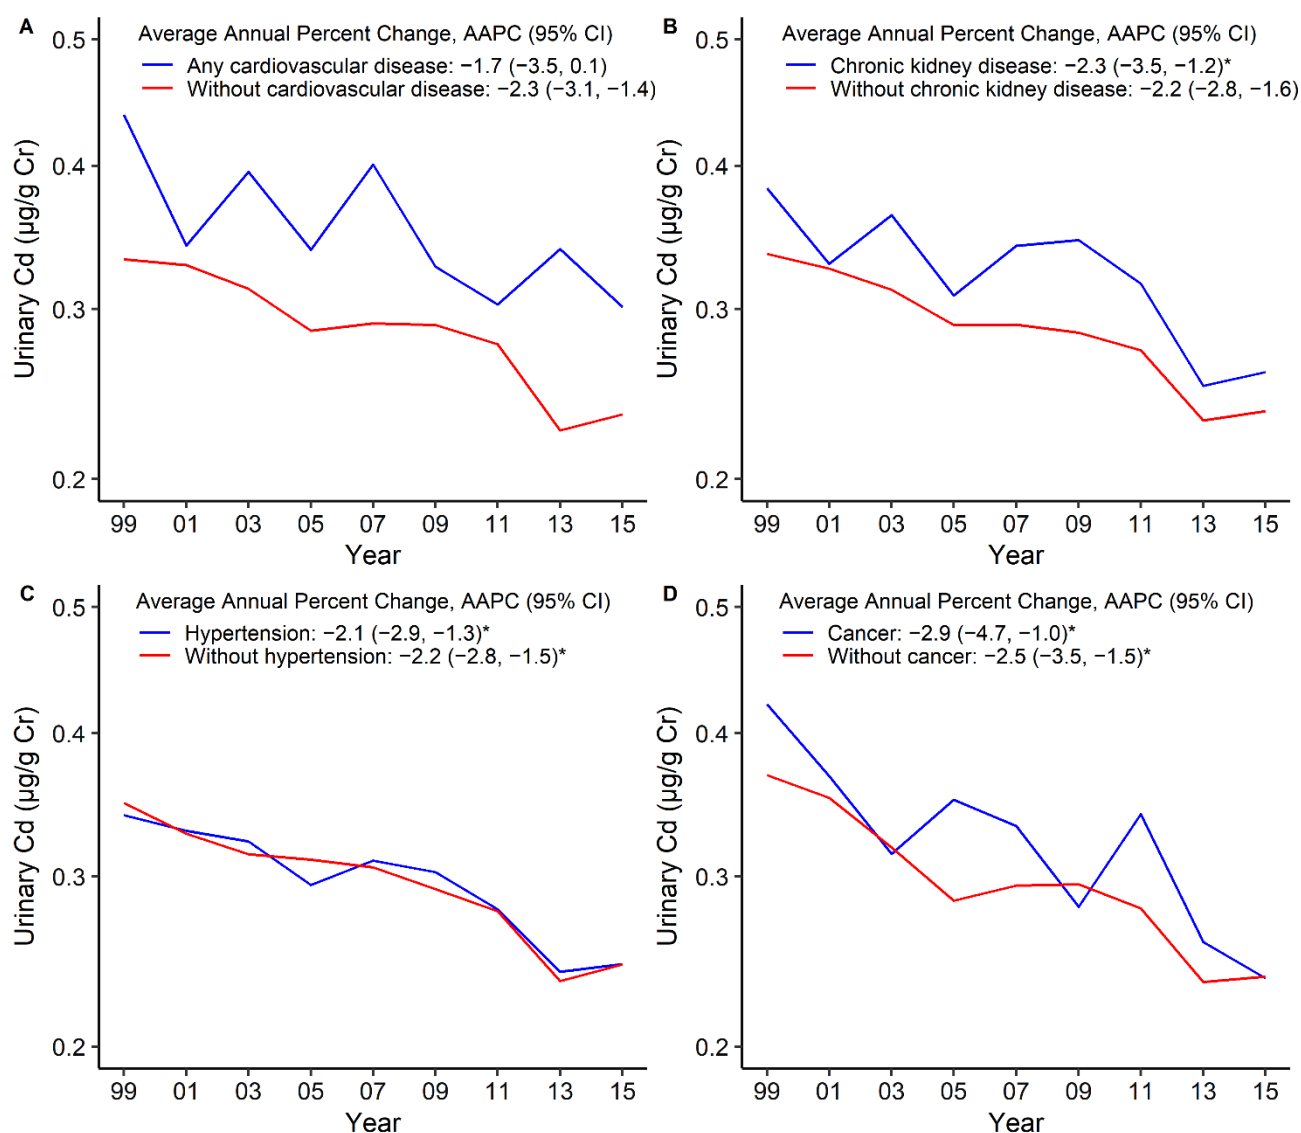 A
Average Annual Percent Change, AAPC (95% CI)
Any cardiovascular disease: −1.7 (−3.5, 0.1)
Without cardiovascular disease: −2.3 (−3.1, −1.4)
0.5
0.4
0.3
0.2
Urinary Cd (µg/g Cr)
99 01 03 05 07 09 11 13 15
Year
B
Average Annual Percent Change, AAPC (95% CI)
Chronic kidney disease: −2.3 (−3.5, −1.2)*
Without chronic kidney disease: −2.2 (−2.8, −1.6)
0.5
0.4
0.3
0.2
Urinary Cd (µg/g Cr)
99 01 03 05 07 09 11 13 15
Year
C
Average Annual Percent Change, AAPC (95% CI)
Hypertension: −2.1 (−2.9, −1.3)*
Without hypertension: −2.2 (−2.8, −1.5)*
0.5
0.4
0.3
0.2
Urinary Cd (µg/g Cr)
99 01 03 05 07 09 11 13 15
Year
D
Average Annual Percent Change, AAPC (95% CI)
Cancer: −2.9 (−4.7, −1.0)*
Without cancer: −2.5 (−3.5, −1.5)*
0.5
0.4
0.3
0.2
Urinary Cd (µg/g Cr)
99 01 03 05 07 09 11 13 15
Year